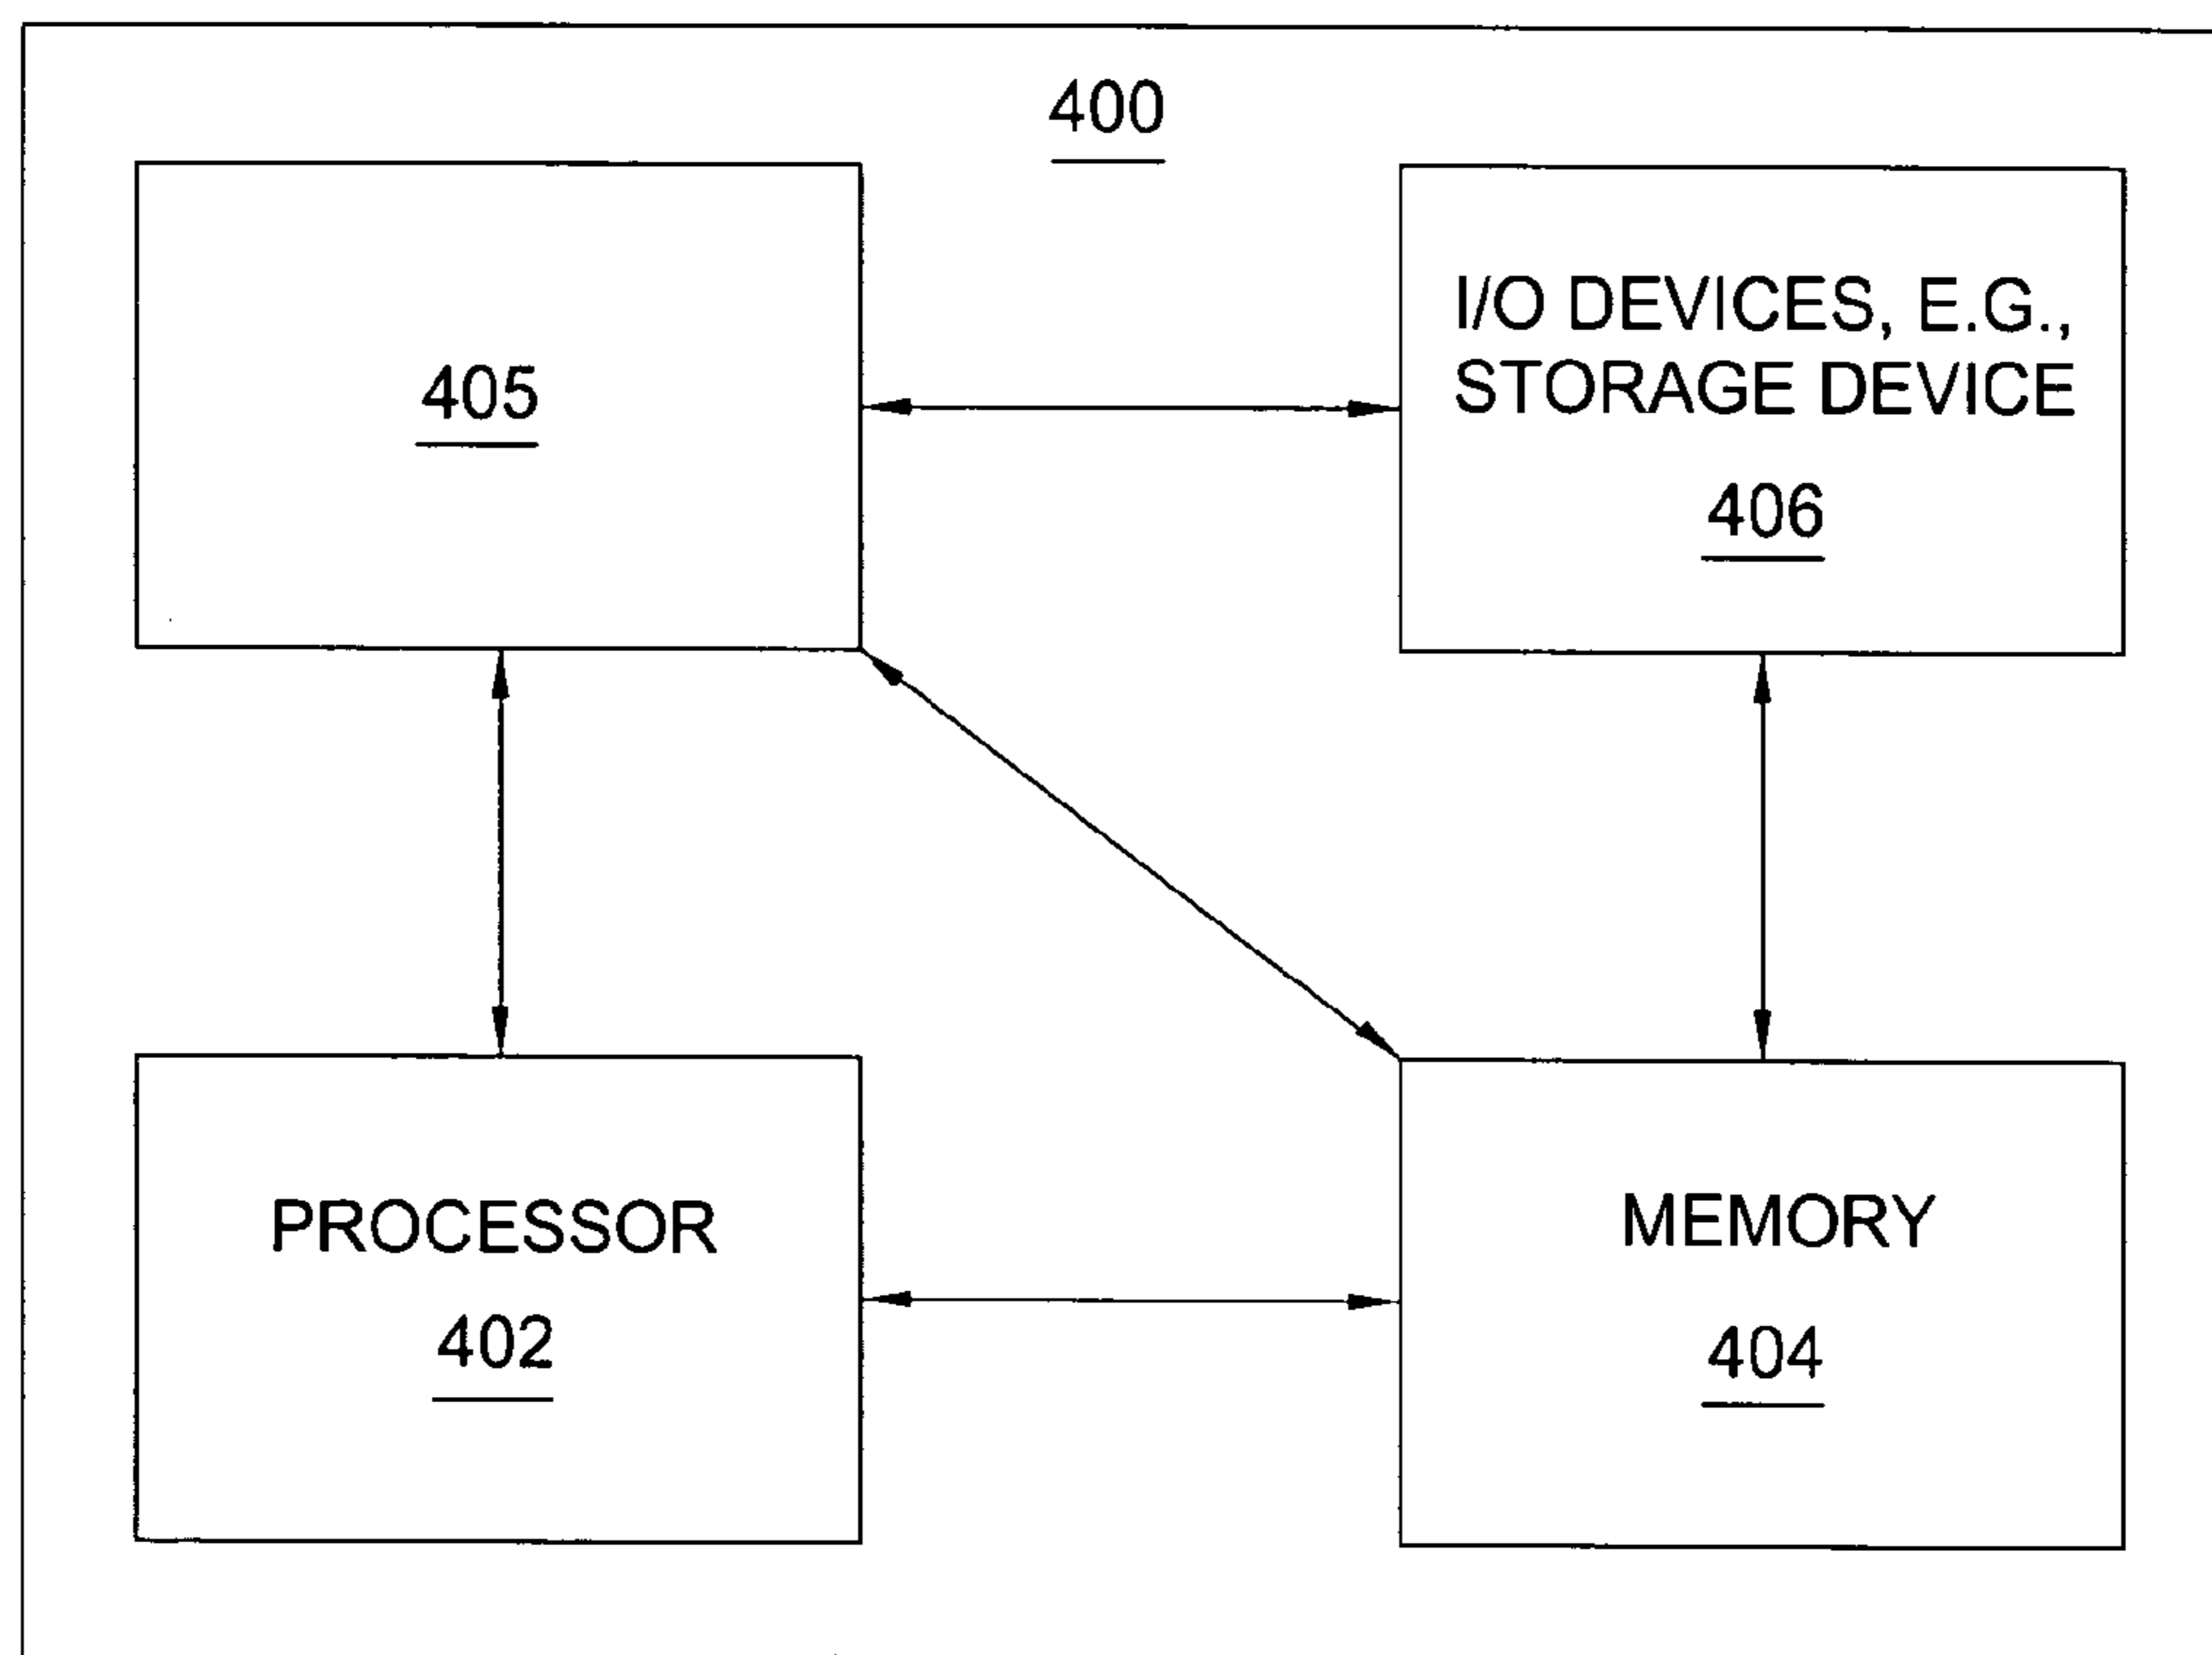 400
405
I/O DEVICES, E.G.,
STORAGE DEVICE
406
PROCESSOR
402
MEMORY
404